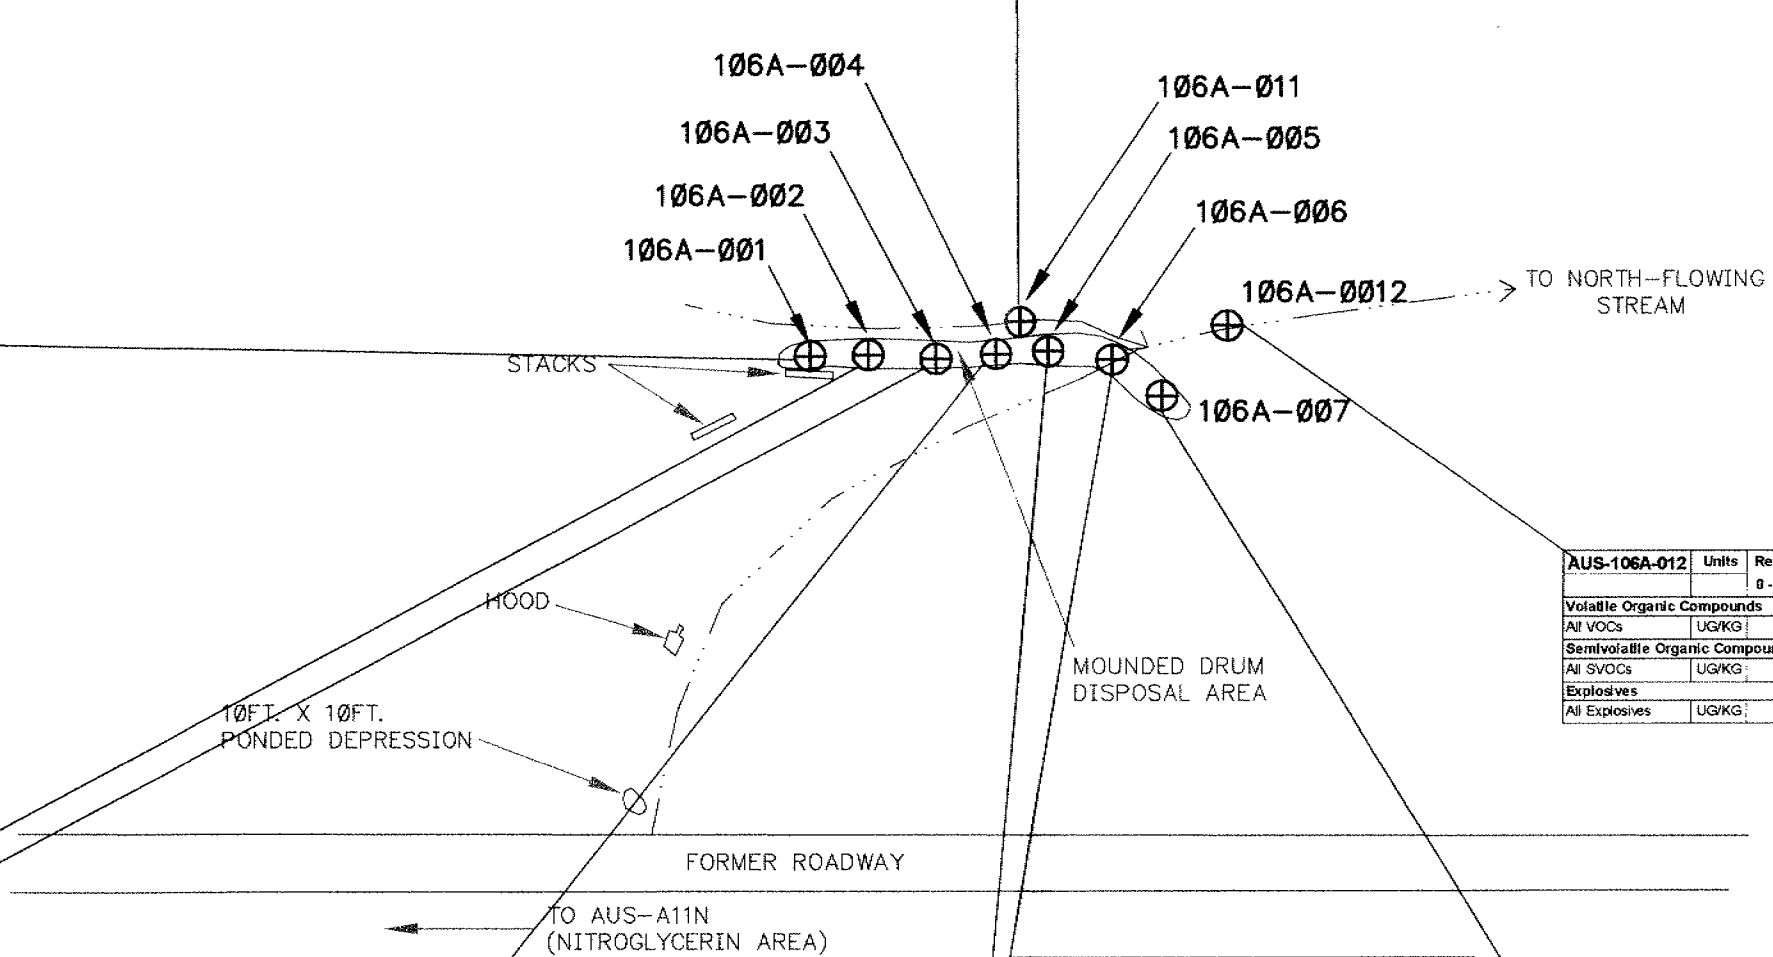 106A-004
106A-011
106A-003
106A-005
106A-002
106A-006
106A-001
106A-0012
TO NORTH-FLOWING
STREAM
STACKS
106A-007
AUS-106A-012 Units Re
0 -
Volatile Organic Compounds
All VOCs UG/KG
Semivolatile Organic Compou
All SVOCs UG/KG
Explosives
All Explosives UG/KG
HOOD
MOUNDED DRUM
DISPOSAL AREA
10FT. X 10FT.
PONDED DEPRESSION
FORMER ROADWAY
TO AUS-A11N
(NITROGLYCERIN AREA)